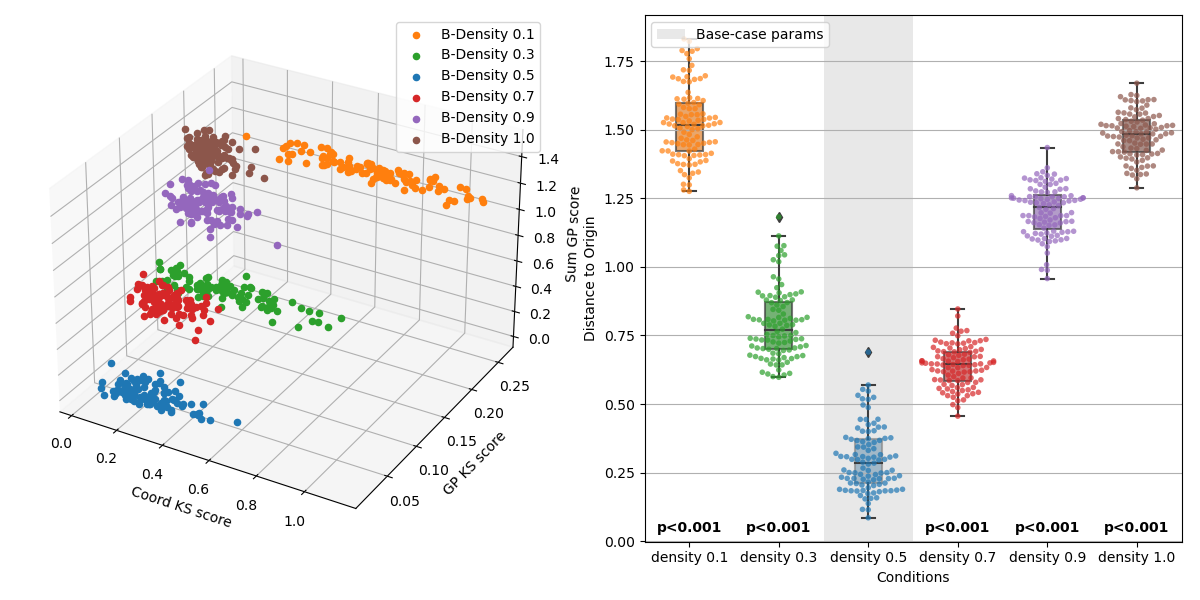 B-Density 0.1
B-Density 0.3
B-Density 0.5
B-Density 0.7
B-Density 0.9
B-Density 1.0
1.4
1.2
1.0
0.8
0.6
0.4
0.2
0.0
Sum GP score
0.25
0.20
0.15
0.10
0.05
GP KS score
0.0
0.2
0.4
0.6
0.8
1.0
Coord KS score
Base-case params
1.75
1.50
1.25
1.00
0.75
0.50
0.25
0.00
Distance to Origin
p<0.001 p<0.001 p<0.001 p<0.001 p<0.001
density 0.1 density 0.3 density 0.5 density 0.7 density 0.9 density 1.0
Conditions